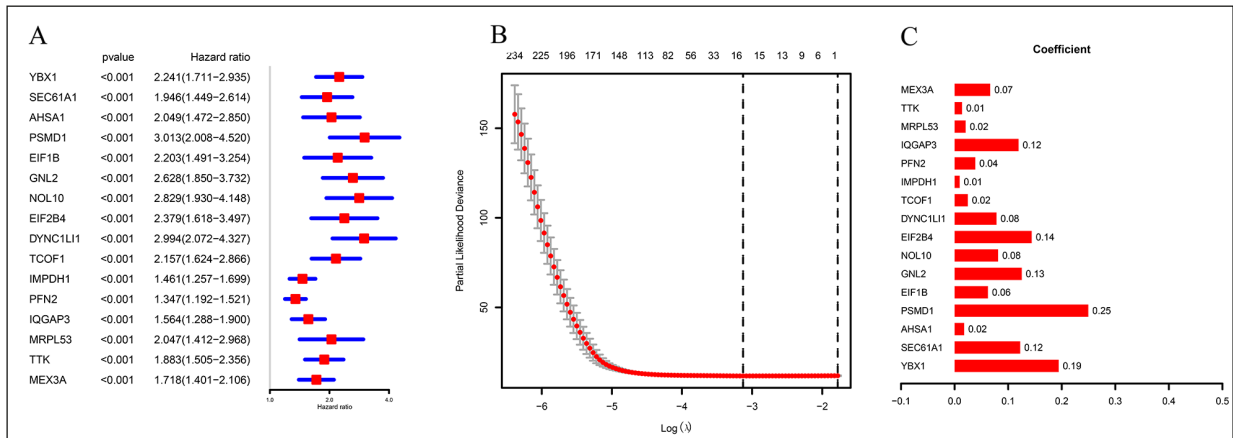 A
pvalue Hazard ratio
YBX1 <0.001 2.241(1.711−2.935)
SEC61A1 <0.001 1.946(1.449−2.614)
AHSA1 <0.001 2.049(1.472−2.850)
PSMD1 <0.001 3.013(2.008−4.520)
EIF1B <0.001 2.203(1.491−3.254)
GNL2 <0.001 2.628(1.850−3.732)
NOL10 <0.001 2.829(1.930−4.148)
EIF2B4 <0.001 2.379(1.618−3.497)
DYNC1LI1 <0.001 2.994(2.072−4.327)
TCOF1 <0.001 2.157(1.624−2.866)
IMPDH1 <0.001 1.461(1.257−1.699)
PFN2 <0.001 1.347(1.192−1.521)
IQGAP3 <0.001 1.564(1.288−1.900)
MRPL53 <0.001 2.047(1.412−2.968)
TTK <0.001 1.883(1.505−2.356)
MEX3A <0.001 1.718(1.401−2.106)
1.0 2.0 4.0
Hazard ratio
B
234 225 196 171 148 113 82 56 33 16 15 13 9 6 1
Partial Likelihood Deviance
150
100
50
−6 −5 −4 −3 −2
Log (λ)
C
Coefficient
MEX3A 0.07
TTK 0.01
MRPL53 0.02
IQGAP3 0.12
PFN2 0.04
IMPDH1 0.01
TCOF1 0.02
DYNC1LI1 0.08
EIF2B4 0.14
NOL10 0.08
GNL2 0.13
EIF1B 0.06
PSMD1 0.25
AHSA1 0.02
SEC61A1 0.12
YBX1 0.19
−0.1 0.0 0.1 0.2 0.3 0.4 0.5